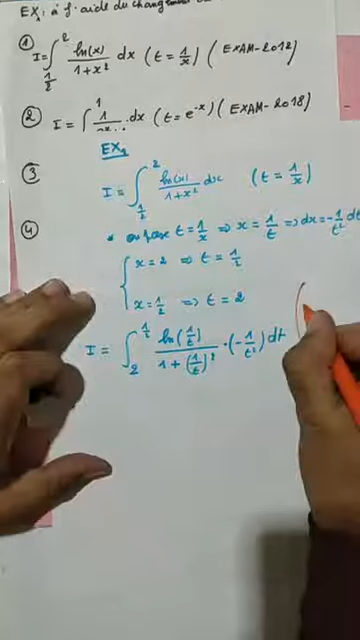 EX1 à l'aide du changement
① I = ∫_{1/2}^{2} ln(x)/(1+x²) dx (t = 1/x) (EXAM-2012)
② I = ∫^{1} 1/ dx (t = e^{-x}) (EXAM-2018)
EX1
③ I = ∫_{1/2}^{2} ln(x)/(1+x²) dx (t = 1/x)
④ • on pose t = 1/x ⇒ x = 1/t ⇒ dx = -1/t² dt
{ x = 2 ⇒ t = 1/2
x = 1/2 ⇒ t = 2
I = ∫_{2}^{1/2} ln(1/t)/(1+(1/t)²) · (-1/t²) dt